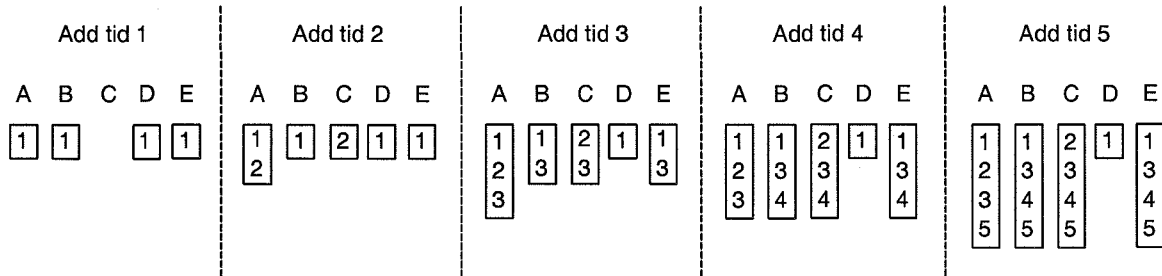 Add tid 1 Add tid 2 Add tid 3 Add tid 4 Add tid 5
A B C D E A B C D E A B C D E A B C D E A B C D E
1 1 1 1 1 1 2 1 1 1 1 2 1 1 1 1 2 1 1 1 1 2 1 1
2 2 3 3 3 2 3 3 3 2 3 3 3
3 3 4 4 4 3 4 4 4
5 5 5 5